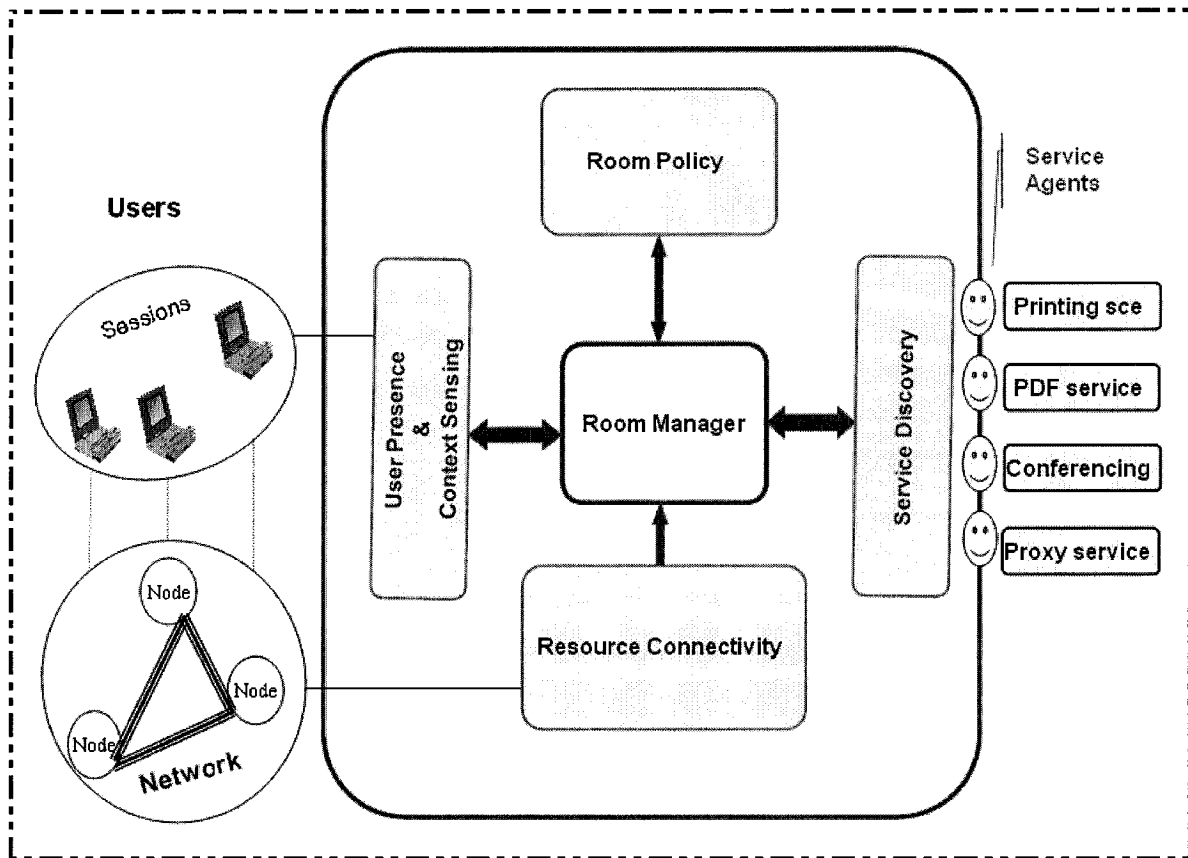 Users
Sessions
Node
Node
Node
Network
Room Policy
User Presence
&
Context Sensing
Room Manager
Service Discovery
Resource Connectivity
Service
Agents
Printing sce
PDF service
Conferencing
Proxy service